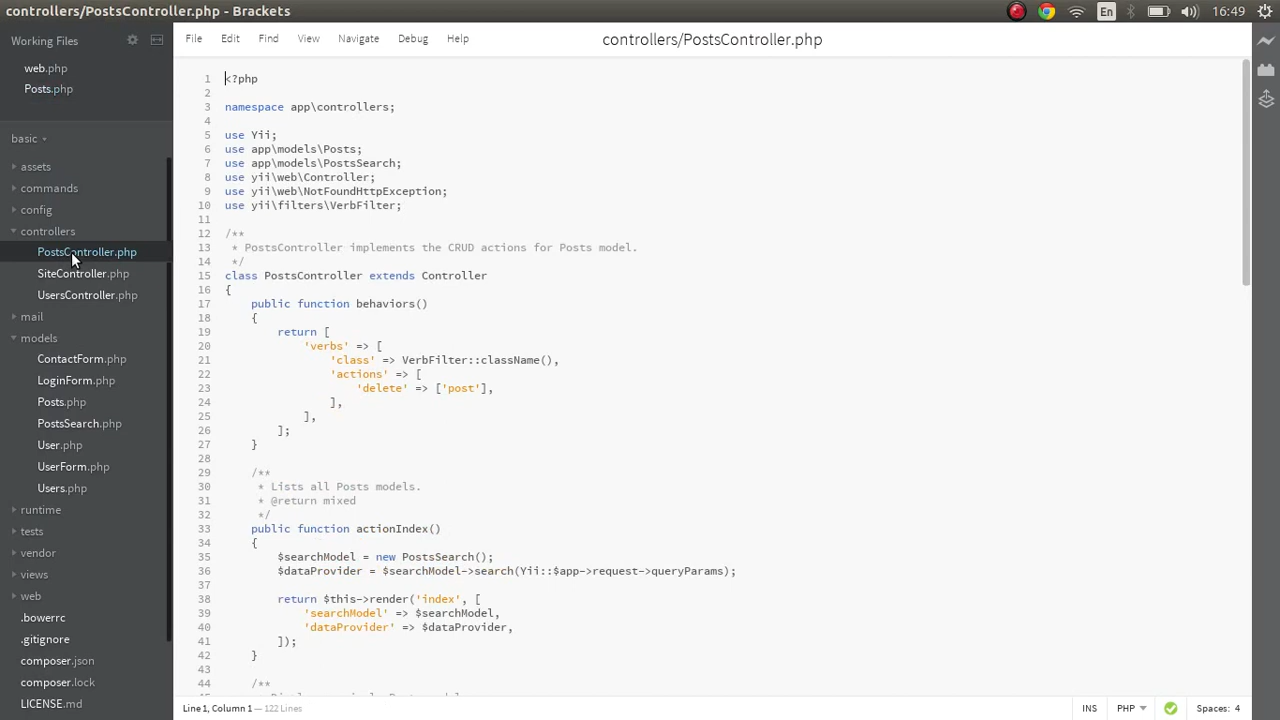 controllers/PostsController.php - Brackets
En
16:49
Working Files
web.php
Posts.php
basic
assets
commands
config
controllers
PostsController.php
SiteController.php
UsersController.php
mail
models
ContactForm.php
LoginForm.php
Posts.php
PostsSearch.php
User.php
UserForm.php
Users.php
runtime
tests
vendor
views
web
.bowerrc
.gitignore
composer.json
composer.lock
LICENSE.md
File Edit Find View Navigate Debug Help
controllers/PostsController.php
1 <?php
2
3 namespace app\controllers;
4
5 use Yii;
6 use app\models\Posts;
7 use app\models\PostsSearch;
8 use yii\web\Controller;
9 use yii\web\NotFoundHttpException;
10 use yii\filters\VerbFilter;
11
12 /**
13 * PostsController implements the CRUD actions for Posts model.
14 */
15 class PostsController extends Controller
16 {
17 public function behaviors()
18 {
19 return [
20 'verbs' => [
21 'class' => VerbFilter::className(),
22 'actions' => [
23 'delete' => ['post'],
24 ],
25 ],
26 ];
27 }
28
29 /**
30 * Lists all Posts models.
31 * @return mixed
32 */
33 public function actionIndex()
34 {
35 $searchModel = new PostsSearch();
36 $dataProvider = $searchModel->search(Yii::$app->request->queryParams);
37
38 return $this->render('index', [
39 'searchModel' => $searchModel,
40 'dataProvider' => $dataProvider,
41 ]);
42 }
43
44 /**
Line 1, Column 1 — 122 Lines
INS
PHP
Spaces: 4